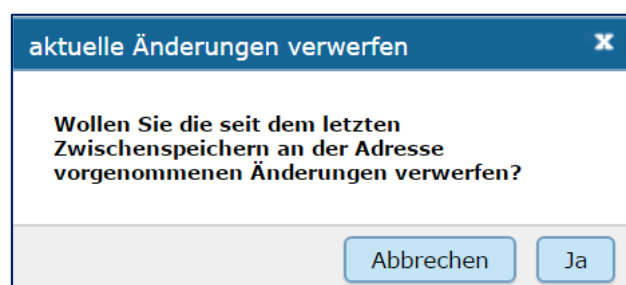 aktuelle Änderungen verwerfen x
Wollen Sie die seit dem letzten
Zwischenspeichern an der Adresse
vorgenommenen Änderungen verwerfen?
Abbrechen Ja